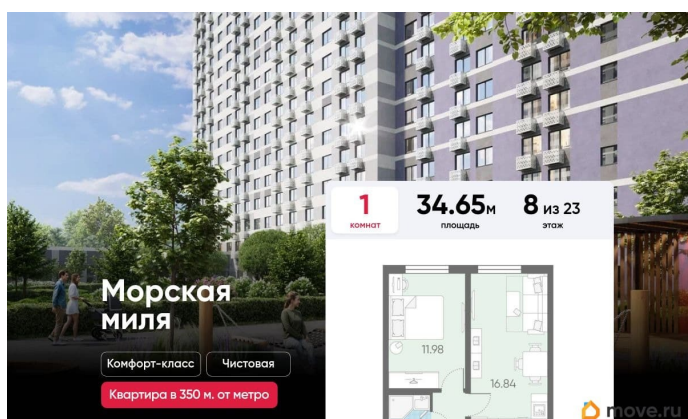 1
комнат
34.65м
площадь
8 из 23
этаж
Морская
миля
Комфорт-класс
Чистовая
Квартира в 350 м. от метро
11.98
16.84
move.ru